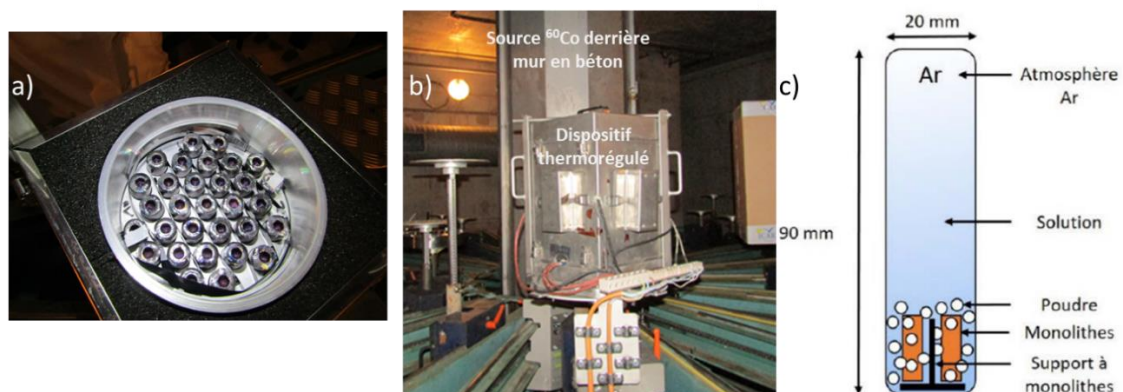 a)
b)
Source ⁶⁰Co derrière
mur en béton
Dispositif
thermorégulé
c)
20 mm
Ar
Atmosphère
Ar
Solution
90 mm
Poudre
Monolithes
Support à
monolithes